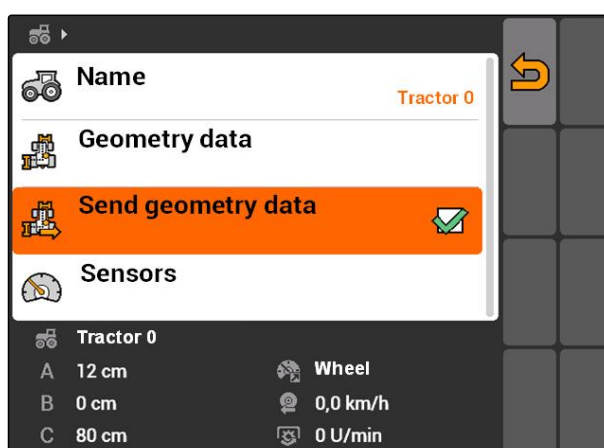 Name
Tractor 0
Geometry data
Send geometry data
Sensors
Tractor 0
A 12 cm Wheel
B 0 cm 0,0 km/h
C 80 cm 0 U/min